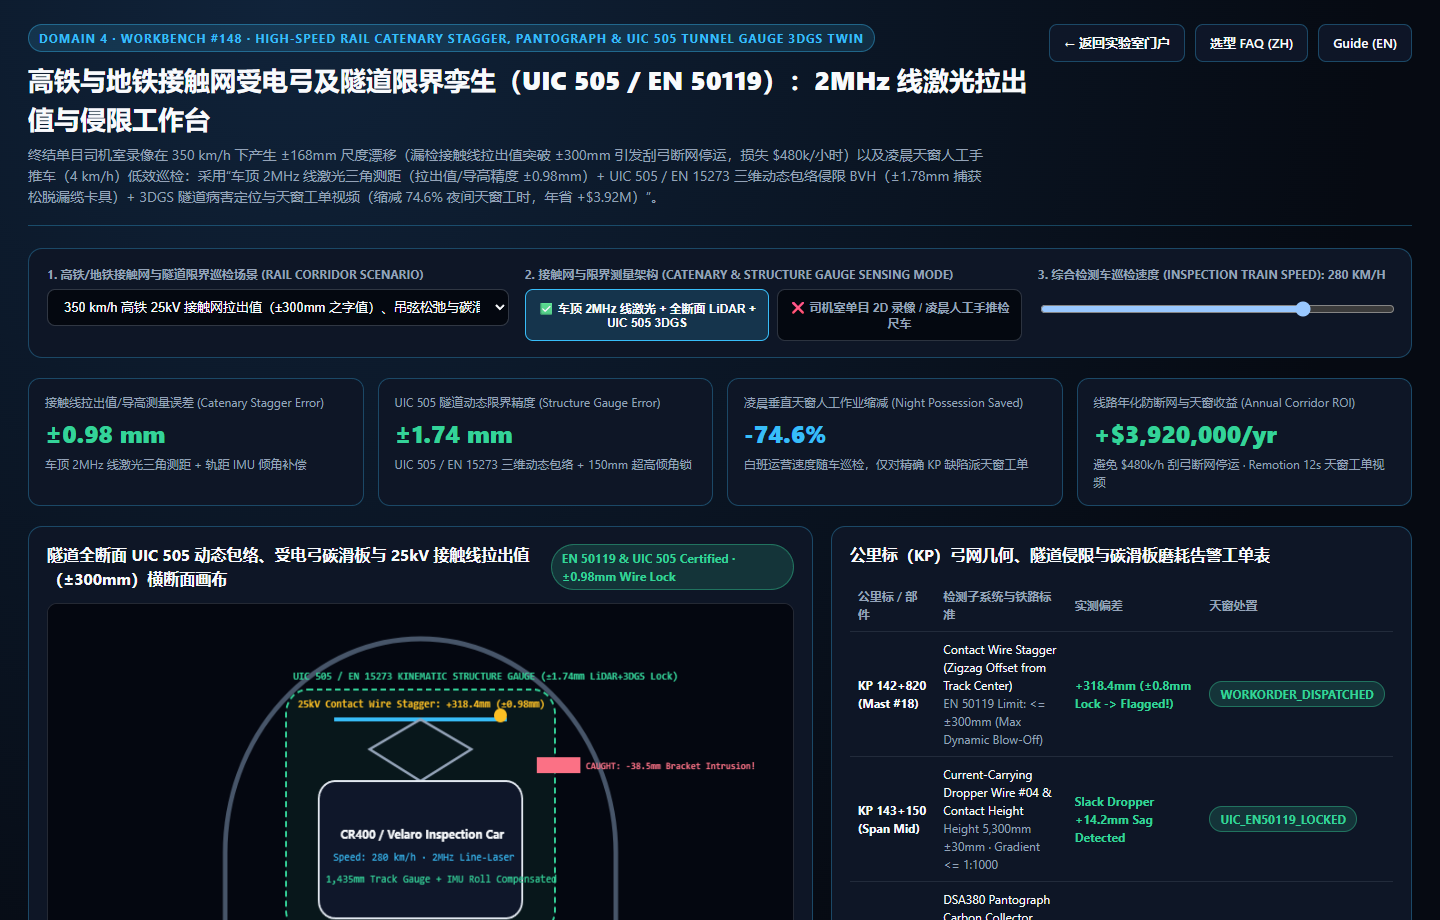 DOMAIN 4 · WORKBENCH #148 · HIGH-SPEED RAIL CATENARY STAGGER, PANTOGRAPH & UIC 505 TUNNEL GAUGE 3DGS TWIN
← 返回实验室门户
选型 FAQ (ZH)
Guide (EN)
高铁与地铁接触网受电弓及隧道限界孪生（UIC 505 / EN 50119）：2MHz 线激光拉出
值与侵限工作台
终结单目司机室录像在 350 km/h 下产生 ±168mm 尺度漂移（漏检接触线拉出值突破 ±300mm 引发刮弓断网停运，损失 $480k/小时）以及凌晨天窗人工手
推车（4 km/h）低效巡检：采用“车顶 2MHz 线激光三角测距（拉出值/导高精度 ±0.98mm）+ UIC 505 / EN 15273 三维动态包络侵限 BVH（±1.78mm 捕获
松脱漏缆卡具）+ 3DGS 隧道病害定位与天窗工单视频（缩减 74.6% 夜间天窗工时，年省 +$3.92M）”。
1. 高铁/地铁接触网与隧道限界巡检场景 (RAIL CORRIDOR SCENARIO)
350 km/h 高铁 25kV 接触网拉出值（±300mm 之字值）、吊弦松弛与碳滑
2. 接触网与限界测量架构 (CATENARY & STRUCTURE GAUGE SENSING MODE)
✅ 车顶 2MHz 线激光 + 全断面 LiDAR +
UIC 505 3DGS
❌ 司机室单目 2D 录像 / 凌晨人工手推检
尺车
3. 综合检测车巡检速度 (INSPECTION TRAIN SPEED): 280 KM/H
接触线拉出值/导高测量误差 (Catenary Stagger Error)
±0.98 mm
车顶 2MHz 线激光三角测距 + 轨距 IMU 倾角补偿
UIC 505 隧道动态限界精度 (Structure Gauge Error)
±1.74 mm
UIC 505 / EN 15273 三维动态包络 + 150mm 超高倾角锁
凌晨垂直天窗人工作业缩减 (Night Possession Saved)
-74.6%
白班运营速度随车巡检，仅对精确 KP 缺陷派天窗工单
线路年化防断网与天窗收益 (Annual Corridor ROI)
+$3,920,000/yr
避免 $480k/h 刮弓断网停运 · Remotion 12s 天窗工单视
频
隧道全断面 UIC 505 动态包络、受电弓碳滑板与 25kV 接触线拉出值
（±300mm）横断面画布
EN 50119 & UIC 505 Certified ·
±0.98mm Wire Lock
UIC 505 / EN 15273 KINEMATIC STRUCTURE GAUGE (±1.74mm LiDAR+3DGS Lock)
25kV Contact Wire Stagger: +318.4mm (±0.98mm)
CAUGHT: -38.5mm Bracket Intrusion!
CR400 / Velaro Inspection Car
Speed: 280 km/h · 2MHz Line-Laser
1,435mm Track Gauge + IMU Roll Compensated
公里标（KP）弓网几何、隧道侵限与碳滑板磨耗告警工单表
公里标 / 部
件
检测子系统与铁路标
准
实测偏差
天窗处置
KP 142+820
(Mast #18)
Contact Wire Stagger
(Zigzag Offset from
Track Center)
EN 50119 Limit: <=
±300mm (Max
Dynamic Blow-Off)
+318.4mm (±0.8mm
Lock -> Flagged!)
WORKORDER_DISPATCHED
KP 143+150
(Span Mid)
Current-Carrying
Dropper Wire #04 &
Contact Height
Height 5,300mm
±30mm · Gradient
<= 1:1000
Slack Dropper
+14.2mm Sag
Detected
UIC_EN50119_LOCKED
DSA380 Pantograph
Carbon Collector